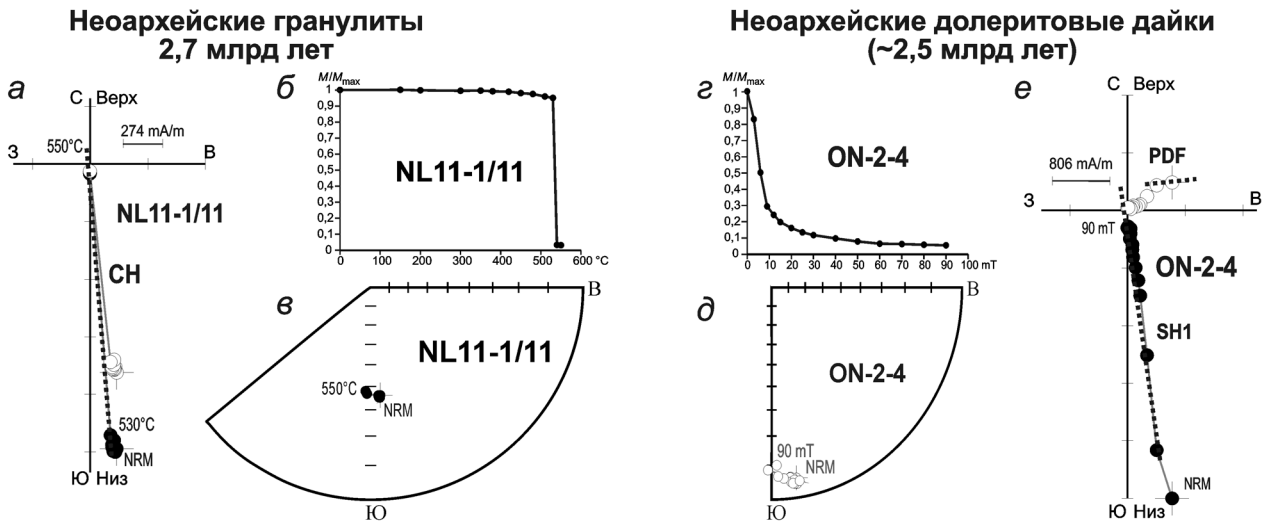 Неоархейские гранулиты
2,7 млрд лет
Неоархейские долеритовые дайки
(~2,5 млрд лет)
а
С Верх
274 mA/m
550°C
З
В
NL11-1/11
CH
530°C
NRM
Ю Низ
б
M/Mmax
1
0,9
0,8
0,7
0,6
0,5
0,4
0,3
0,2
0,1
0
NL11-1/11
0 100 200 300 400 500 600 °C
в
В
NL11-1/11
550°C
NRM
Ю
г
M/Mmax
1
0,9
0,8
0,7
0,6
0,5
0,4
0,3
0,2
0,1
0
ON-2-4
0 10 20 30 40 50 60 70 80 90 100 mT
д
В
ON-2-4
90 mT
NRM
Ю
е
С Верх
PDF
806 mA/m
З
В
90 mT
ON-2-4
SH1
NRM
Ю Низ